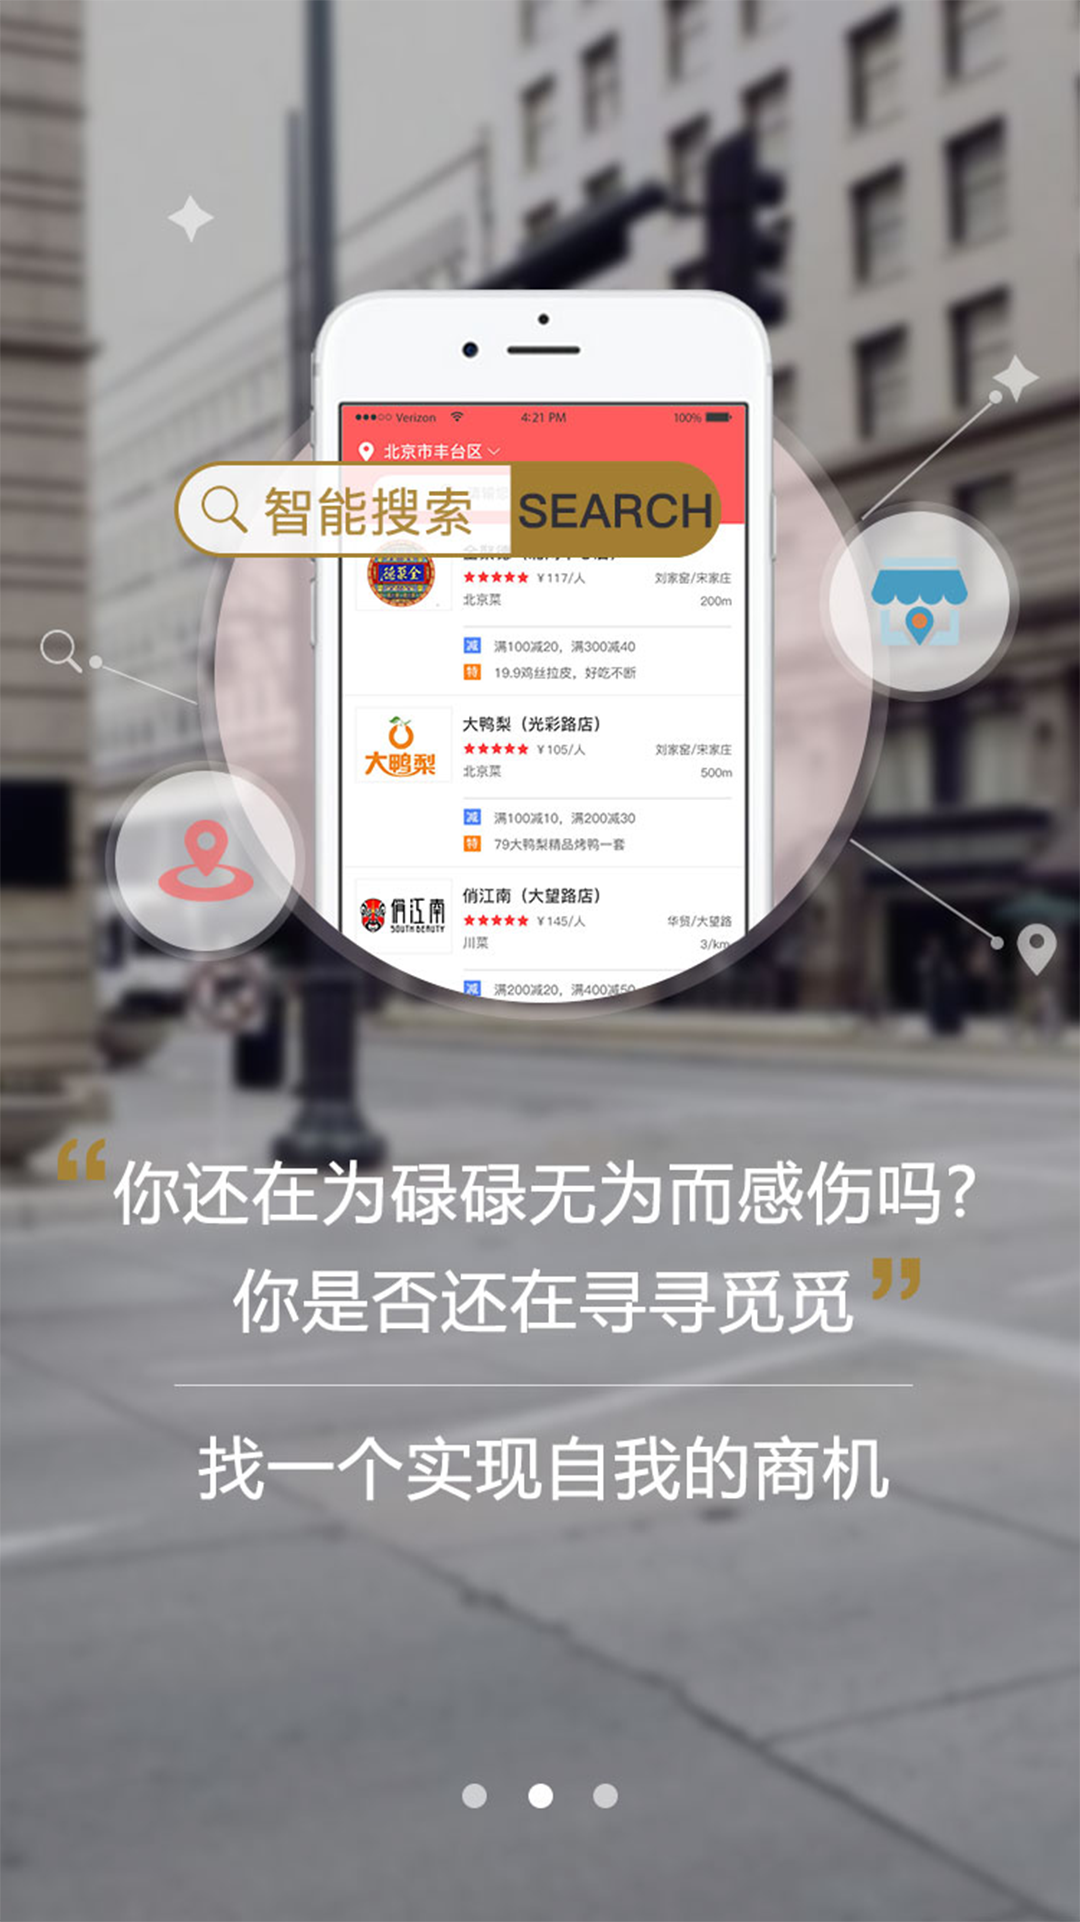 Verizon 4:21 PM 100%
北京市丰台区
智能搜索 SEARCH
全聚德
¥117/人 刘家窑/宋家庄
北京菜 200m
减 满100减20，满300减40
特 19.9鸡丝拉皮，好吃不断
大鸭梨（光彩路店）
¥105/人 刘家窑/宋家庄
大鸭梨
北京菜 500m
减 满100减10，满200减30
特 79大鸭梨精品烤鸭一套
俏江南（大望路店）
俏江南
SOUTH BEAUTY
¥145/人 华贸/大望路
川菜 3/km
减 满200减20，满400减50
“你还在为碌碌无为而感伤吗?
你是否还在寻寻觅觅”
找一个实现自我的商机